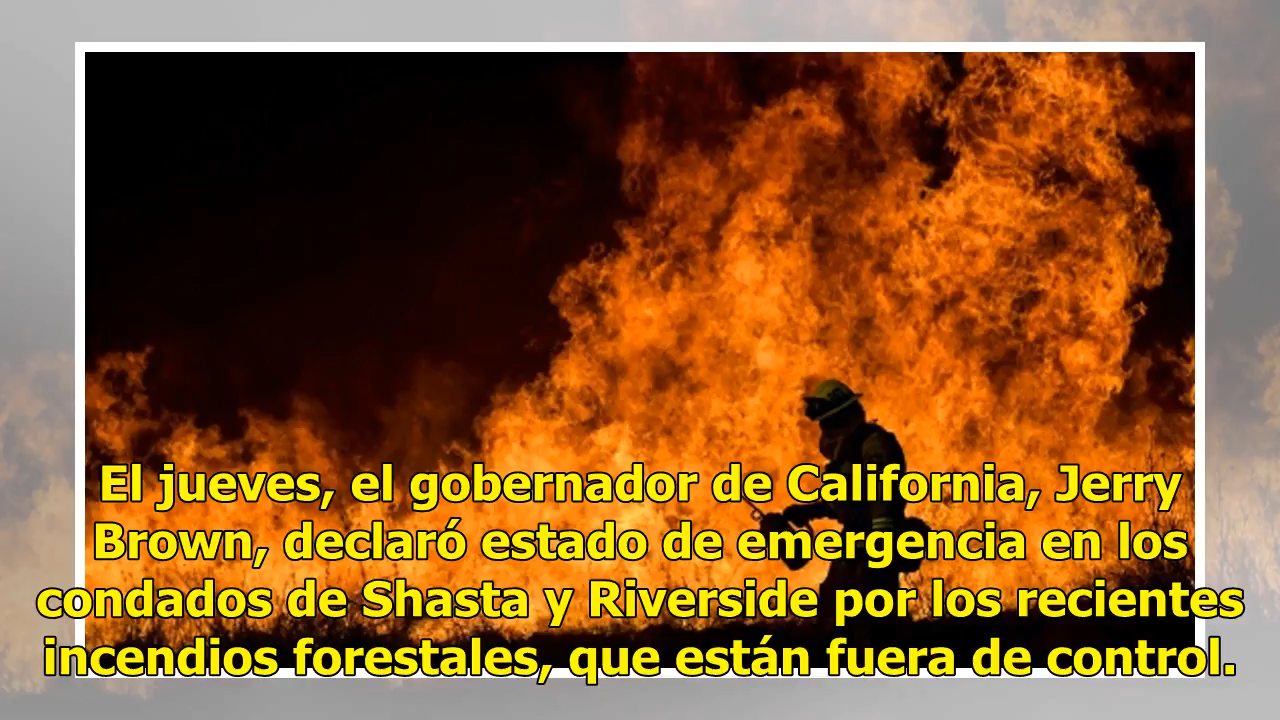 El jueves, el gobernador de California, Jerry
Brown, declaró estado de emergencia en los
condados de Shasta y Riverside por los recientes
incendios forestales, que están fuera de control.